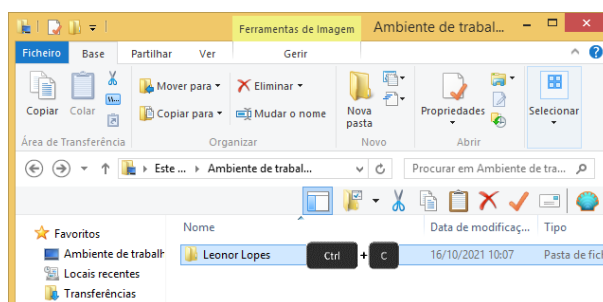 Ferramentas de Imagem
Ambiente de trabal...
Ficheiro Base Partilhar Ver Gerir
Copiar Colar
Mover para
Copiar para
Eliminar
Mudar o nome
Nova pasta
Propriedades
Selecionar
Área de Transferência Organizar Novo Abrir
Este ... Ambiente de trabal... Procurar em Ambiente de tra...
Nome Data de modificaç... Tipo
Favoritos
Ambiente de trabalh
Locais recentes
Transferências
Leonor Lopes Ctrl + C 16/10/2021 10:07 Pasta de fich